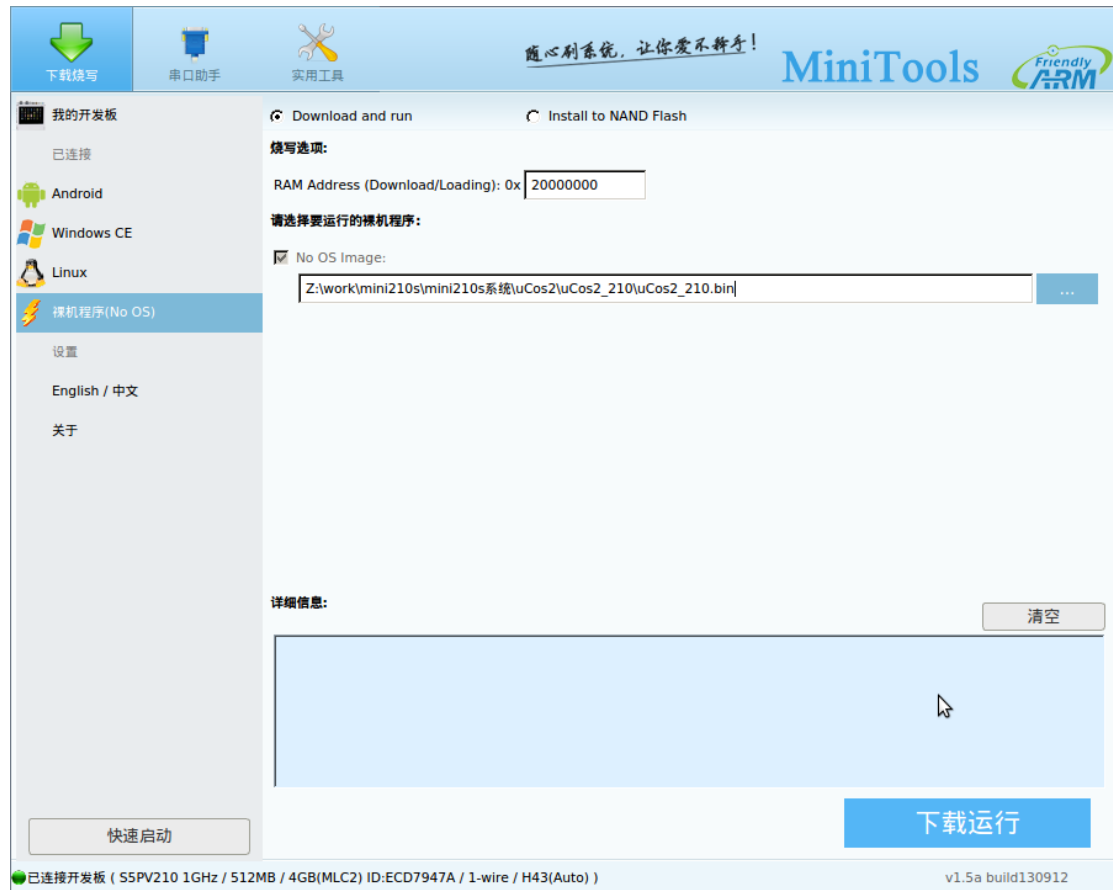 随心刷系统，让你爱不释手！
MiniTools
Friendly
ARM
下载烧写
串口助手
实用工具
我的开发板
已连接
Android
Windows CE
Linux
裸机程序(No OS)
设置
English / 中文
关于
快速启动
Download and run
Install to NAND Flash
烧写选项:
RAM Address (Download/Loading): 0x 20000000
请选择要运行的裸机程序:
No OS Image:
Z:\work\mini210s\mini210s系统\uCos2\uCos2_210\uCos2_210.bin
...
详细信息:
清空
下载运行
已连接开发板 ( S5PV210 1GHz / 512MB / 4GB(MLC2) ID:ECD7947A / 1-wire / H43(Auto) )
v1.5a build130912